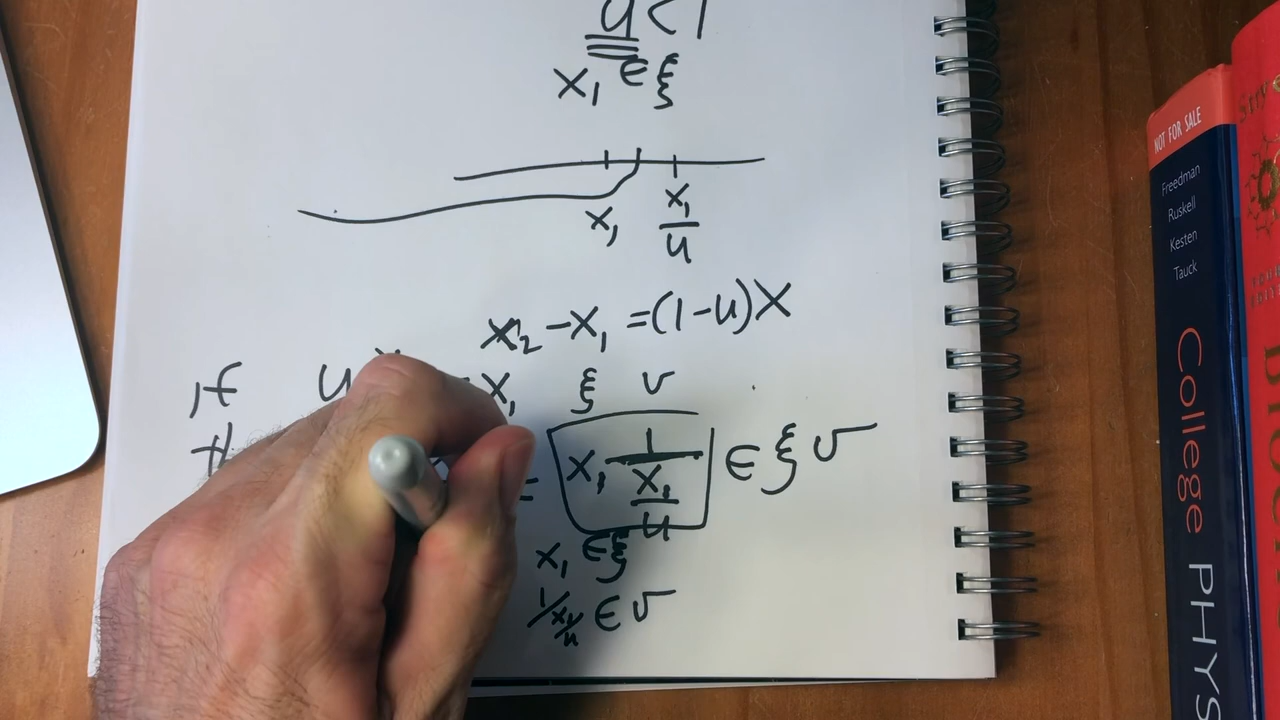 u < 1
x₁ ∈ ξ
x₁ x₁/u
x₂ - x₁ = (1-u)X
if u x₁ ξ v
= x₁ 1/(x₁/u) ∈ ξ v
x₁ ∈ ξ
1/(x₁/u) ∈ v
NOT FOR SALE
Freedman
Ruskell
Kesten
Tauck
College PHYS